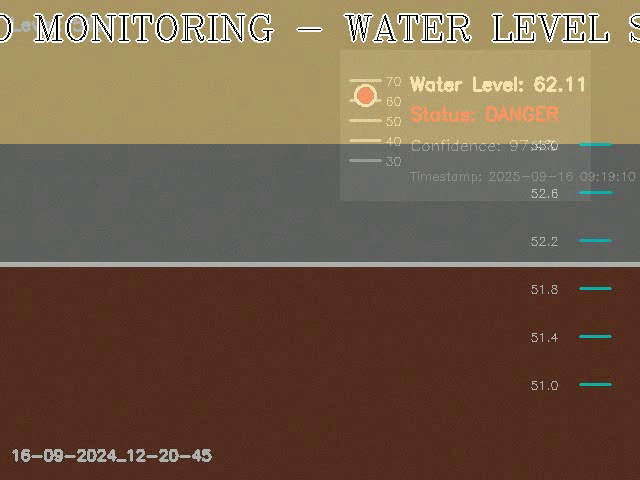 O MONITORING — WATER LEVEL S
70
60
50
40
30
Water Level: 62.11
Status: DANGER
Confidence:
Timestamp: 2025-09-16 09:19:10
52.6
52.2
51.8
51.4
51.0
16-09-2024_12-20-45